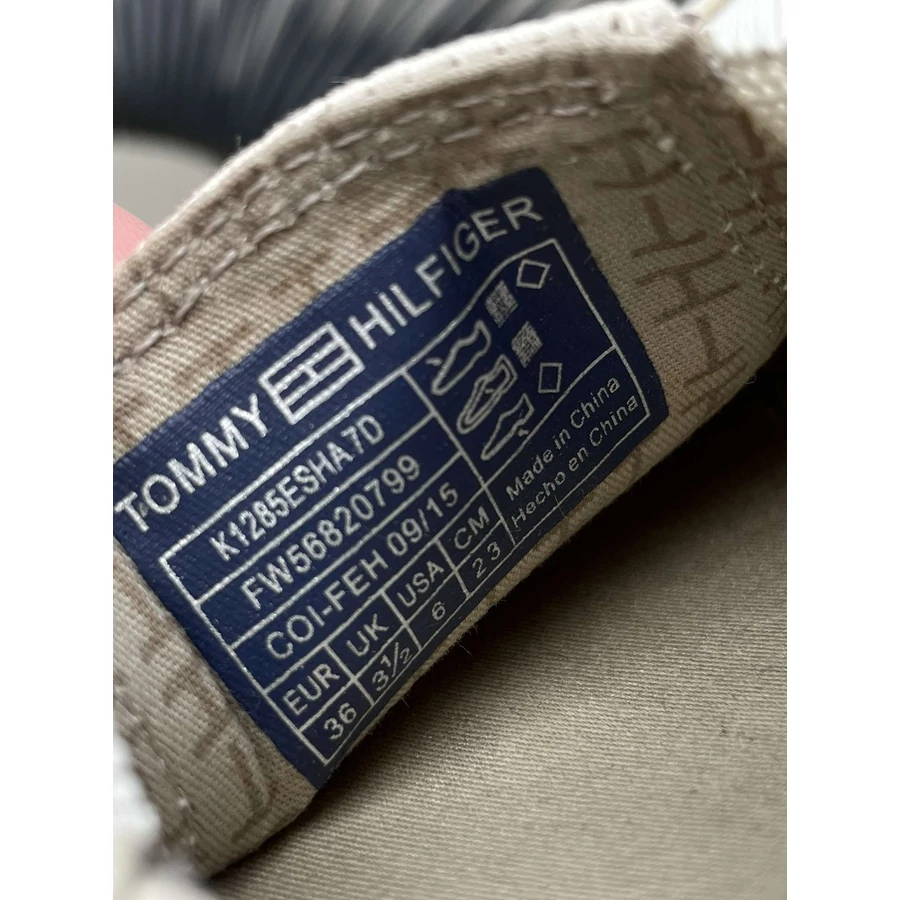 TOMMY HILFIGER
K1285ESHA7D
FW56820799
COI-FEH 09/15
EUR UK USA CM
36 3½ 6 23
Made in China
Hecho en China